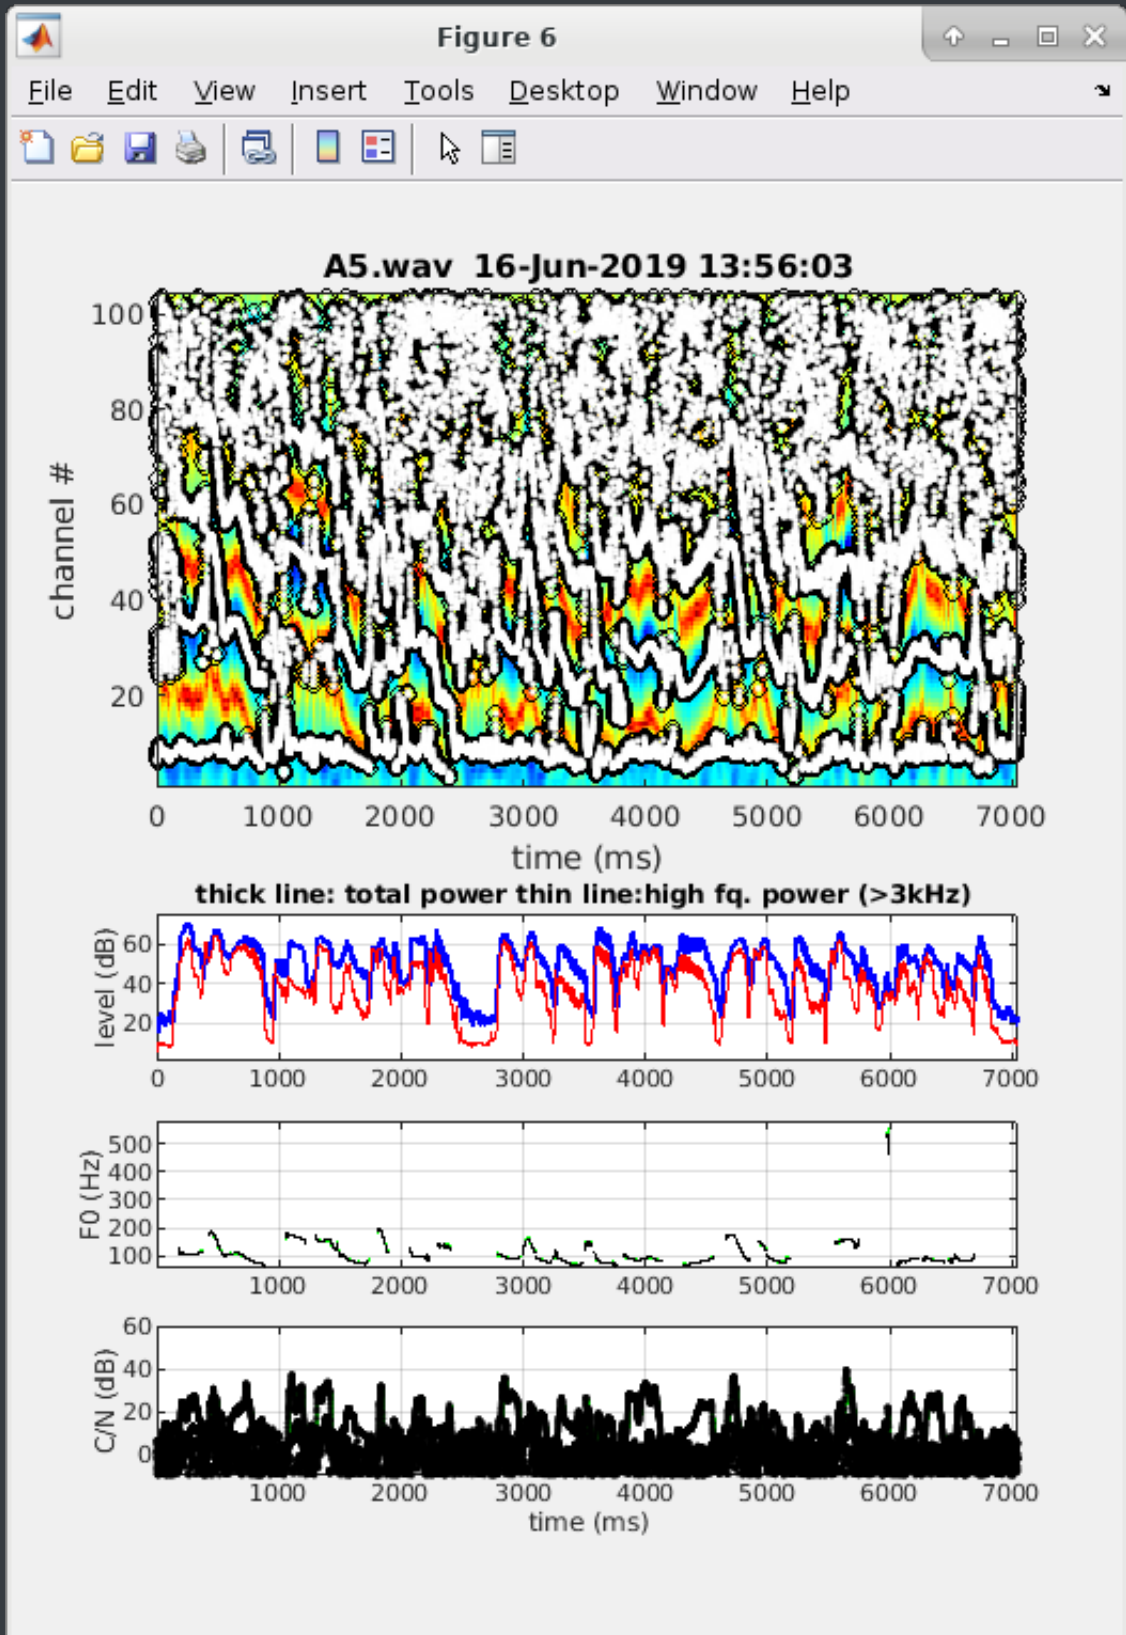 Figure 6
File Edit View Insert Tools Desktop Window Help
A5.wav 16-Jun-2019 13:56:03
channel #
100
80
60
40
20
0 1000 2000 3000 4000 5000 6000 7000
time (ms)
thick line: total power thin line:high fq. power (>3kHz)
level (dB)
60
40
20
0 1000 2000 3000 4000 5000 6000 7000
F0 (Hz)
500
400
300
200
100
1000 2000 3000 4000 5000 6000 7000
C/N (dB)
60
40
20
0
1000 2000 3000 4000 5000 6000 7000
time (ms)